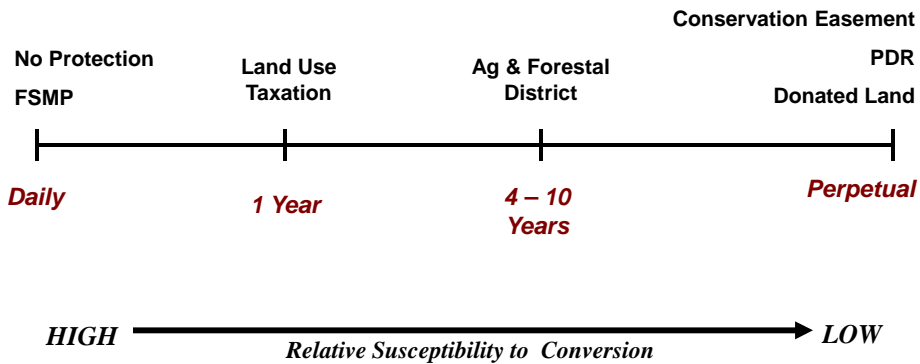 No Protection
FSMP
Land Use
Taxation
Ag & Forestal
District
Conservation Easement
PDR
Donated Land
Daily
1 Year
4 – 10
Years
Perpetual
HIGH
Relative Susceptibility to Conversion
LOW